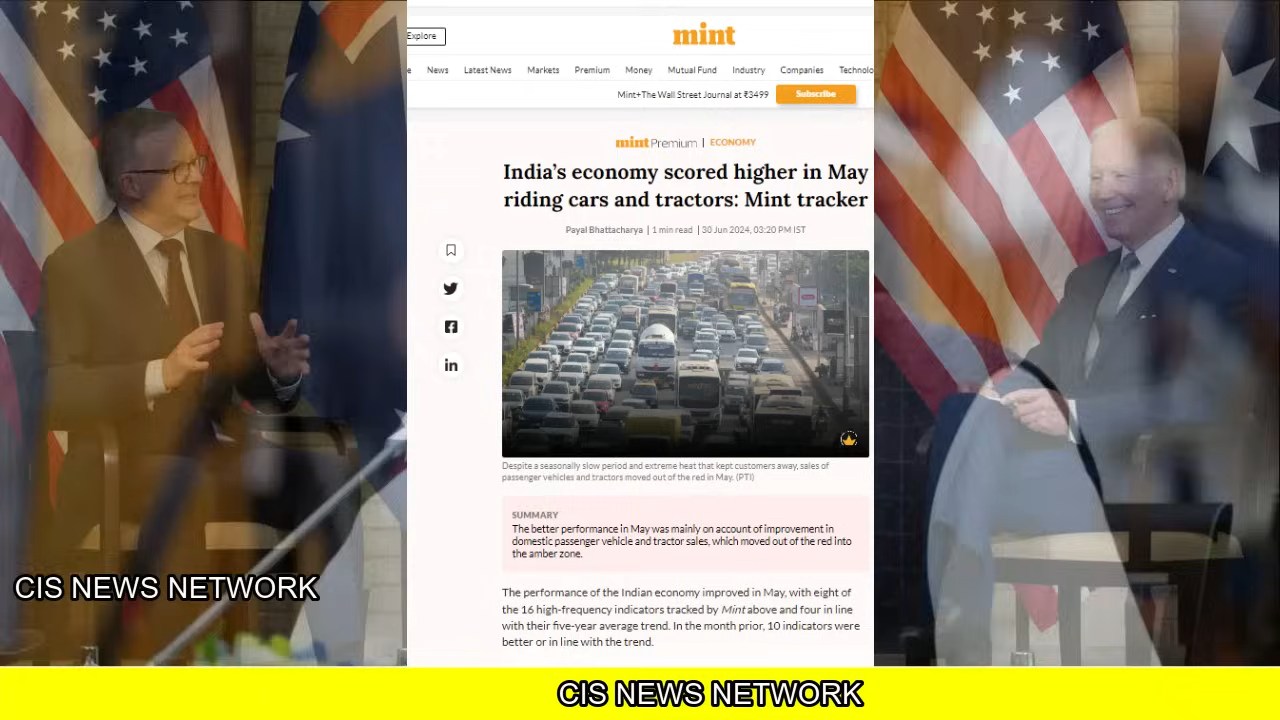 Explore
mint
e News Latest News Markets Premium Money Mutual Fund Industry Companies Technolo
Mint+The Wall Street Journal at ₹3499 Subscribe
mint Premium | ECONOMY
India's economy scored higher in May
riding cars and tractors: Mint tracker
Payal Bhattacharya | 1 min read | 30 Jun 2024, 03:20 PM IST
Despite a seasonally slow period and extreme heat that kept customers away, sales of
passenger vehicles and tractors moved out of the red in May. (PTI)
SUMMARY
The better performance in May was mainly on account of improvement in
domestic passenger vehicle and tractor sales, which moved out of the red into
the amber zone.
The performance of the Indian economy improved in May, with eight of
the 16 high-frequency indicators tracked by Mint above and four in line
with their five-year average trend. In the month prior, 10 indicators were
better or in line with the trend.
CIS NEWS NETWORK
CIS NEWS NETWORK